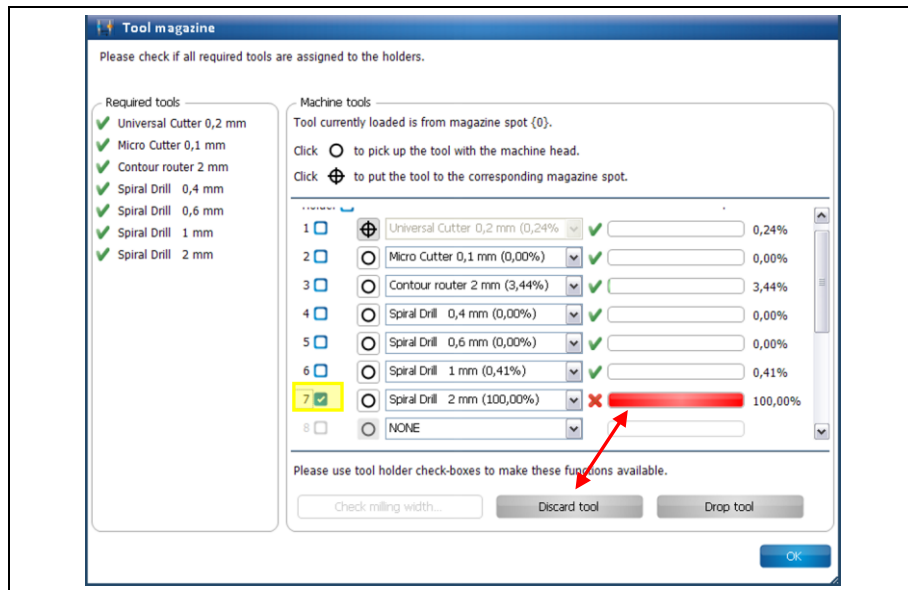 Tool magazine
Please check if all required tools are assigned to the holders.
Required tools
Universal Cutter 0,2 mm
Micro Cutter 0,1 mm
Contour router 2 mm
Spiral Drill 0,4 mm
Spiral Drill 0,6 mm
Spiral Drill 1 mm
Spiral Drill 2 mm
Machine tools
Tool currently loaded is from magazine spot {0}.
Click to pick up the tool with the machine head.
Click to put the tool to the corresponding magazine spot.
1 Universal Cutter 0,2 mm (0,24% 0,24%
2 Micro Cutter 0,1 mm (0,00%) 0,00%
3 Contour router 2 mm (3,44%) 3,44%
4 Spiral Drill 0,4 mm (0,00%) 0,00%
5 Spiral Drill 0,6 mm (0,00%) 0,00%
6 Spiral Drill 1 mm (0,41%) 0,41%
7 Spiral Drill 2 mm (100,00%) 100,00%
8 NONE
Please use tool holder check-boxes to make these functions available.
Check milling width... Discard tool Drop tool
OK